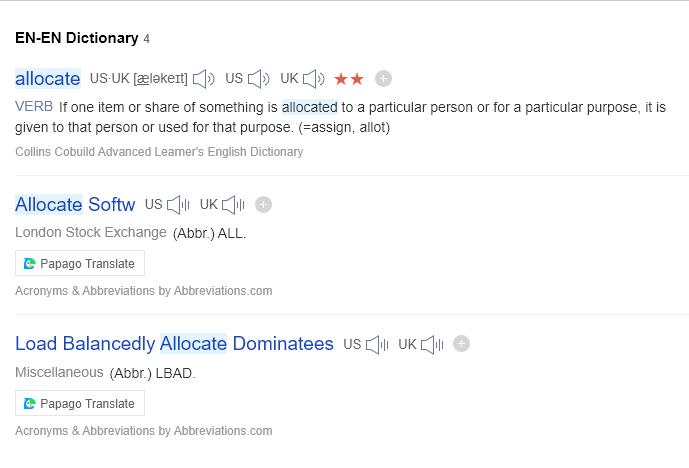 EN-EN Dictionary 4
allocate US·UK [æləkeɪt] US UK ★★
VERB If one item or share of something is allocated to a particular person or for a particular purpose, it is
given to that person or used for that purpose. (=assign, allot)
Collins Cobuild Advanced Learner's English Dictionary
Allocate Softw US UK
London Stock Exchange (Abbr.) ALL.
Papago Translate
Acronyms & Abbreviations by Abbreviations.com
Load Balancedly Allocate Dominatees US UK
Miscellaneous (Abbr.) LBAD.
Papago Translate
Acronyms & Abbreviations by Abbreviations.com